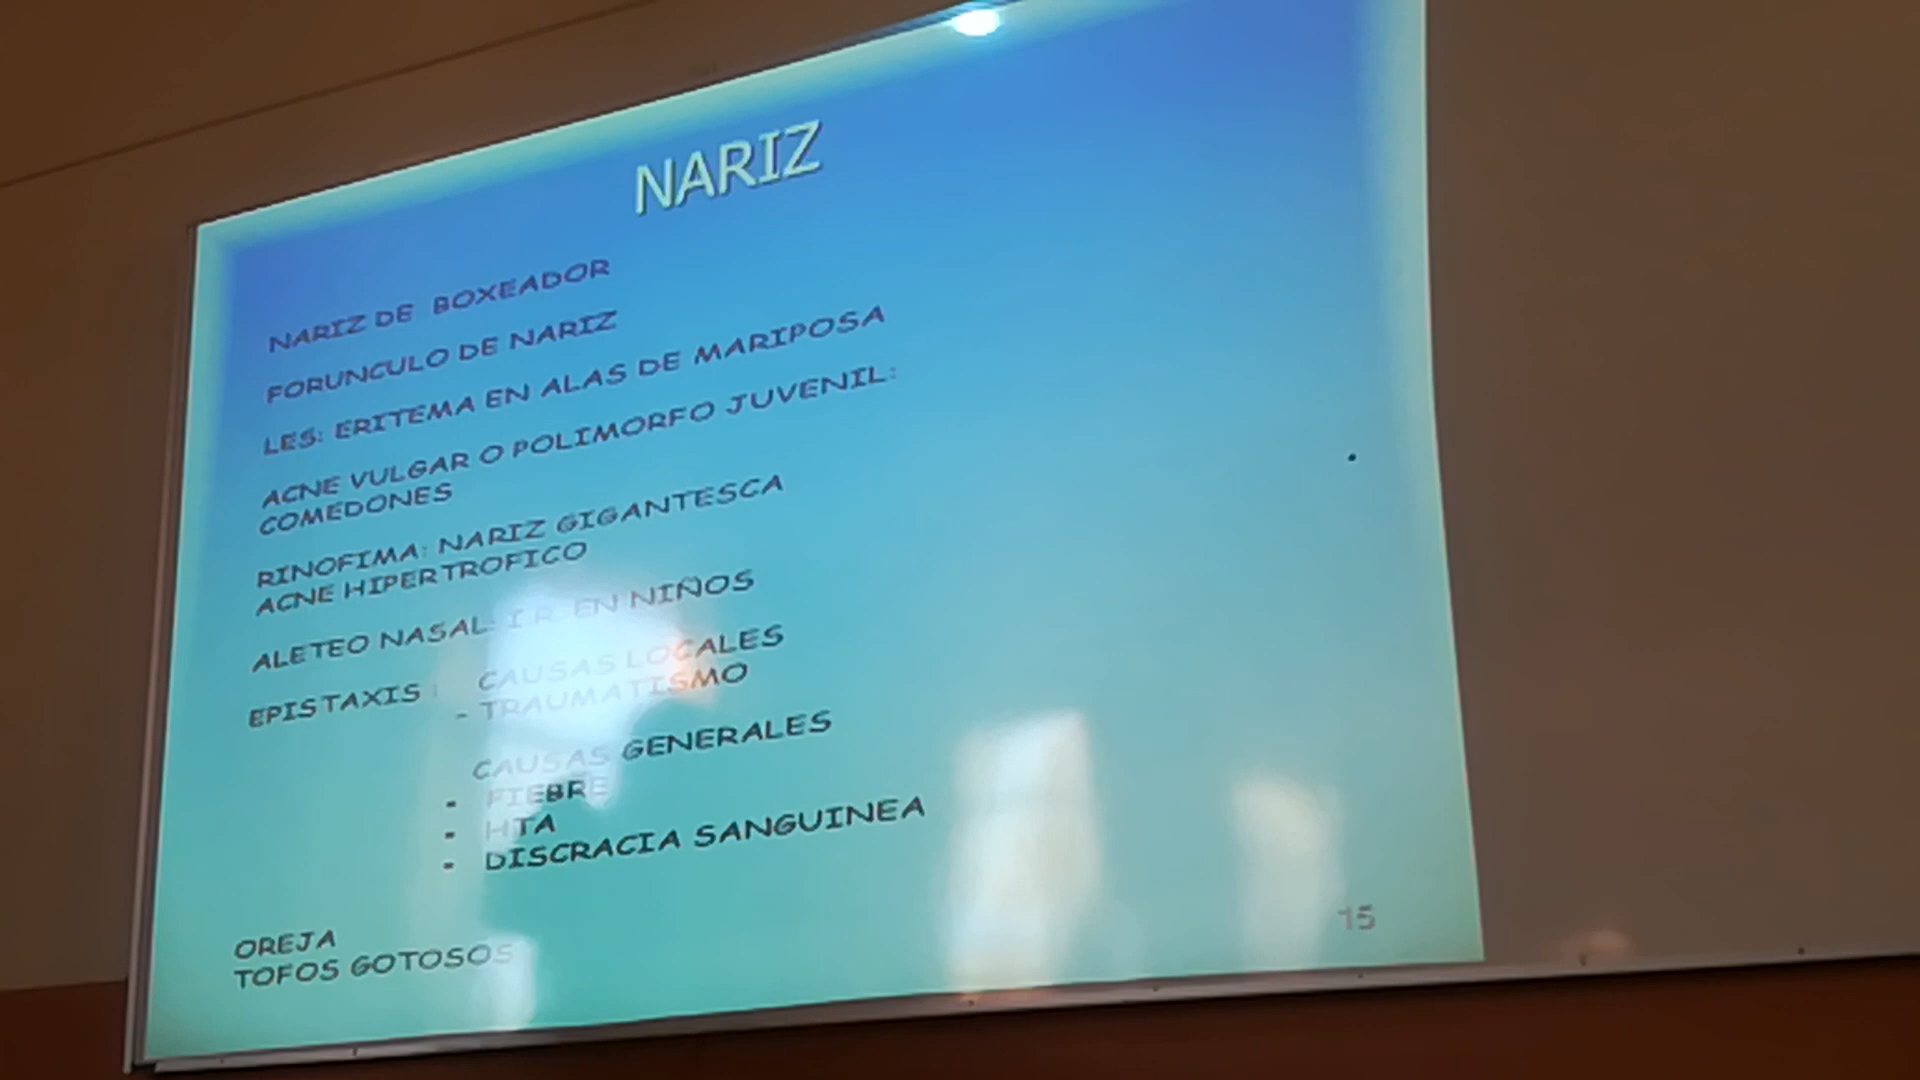 NARIZ
NARIZ DE BOXEADOR
FORUNCULO DE NARIZ
LES: ERITEMA EN ALAS DE MARIPOSA
ACNE VULGAR O POLIMORFO JUVENIL:
COMEDONES
RINOFIMA: NARIZ GIGANTESCA
ACNE HIPERTROFICO
ALETEO NASAL: I R EN NIÑOS
EPISTAXIS : CAUSAS LOCALES
- TRAUMATISMO
CAUSAS GENERALES
- FIEBRE
- HTA
- DISCRACIA SANGUINEA
OREJA
TOFOS GOTOSOS
15